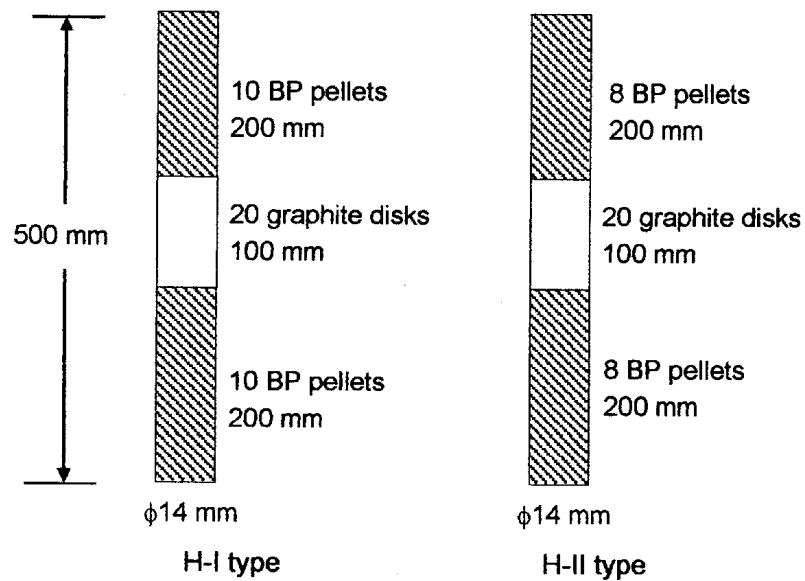 10 BP pellets
200 mm
20 graphite disks
100 mm
10 BP pellets
200 mm
500 mm
ϕ14 mm
H-I type
8 BP pellets
200 mm
20 graphite disks
100 mm
8 BP pellets
200 mm
ϕ14 mm
H-II type